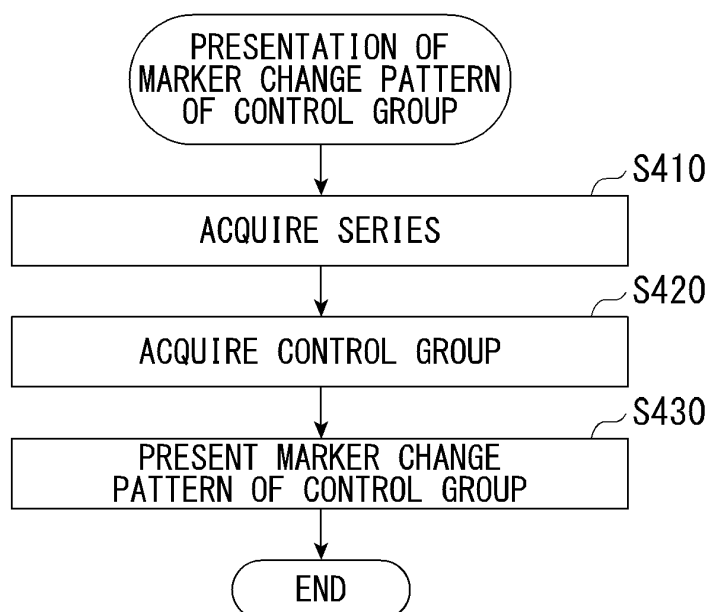 PRESENTATION OF
MARKER CHANGE PATTERN
OF CONTROL GROUP
S410
ACQUIRE SERIES
S420
ACQUIRE CONTROL GROUP
S430
PRESENT MARKER CHANGE
PATTERN OF CONTROL GROUP
END